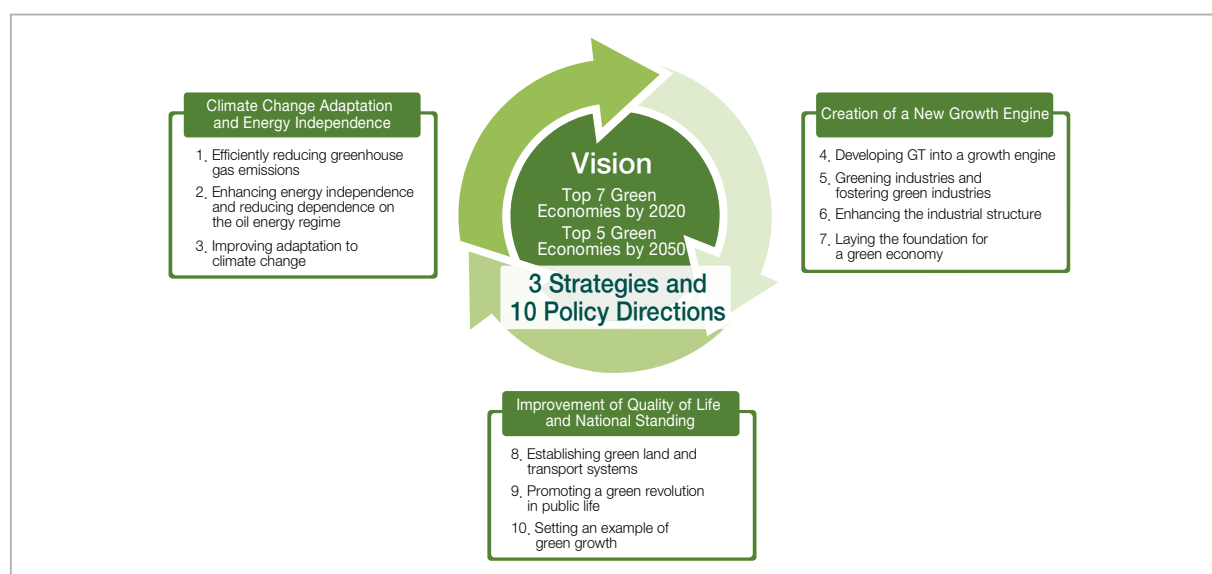 Climate Change Adaptation
and Energy Independence
1. Efficiently reducing greenhouse
gas emissions
2. Enhancing energy independence
and reducing dependence on
the oil energy regime
3. Improving adaptation to
climate change
Vision
Top 7 Green
Economies by 2020
Top 5 Green
Economies by 2050
3 Strategies and
10 Policy Directions
Creation of a New Growth Engine
4. Developing GT into a growth engine
5. Greening industries and
fostering green industries
6. Enhancing the industrial structure
7. Laying the foundation for
a green economy
Improvement of Quality of Life
and National Standing
8. Establishing green land and
transport systems
9. Promoting a green revolution
in public life
10. Setting an example of
green growth